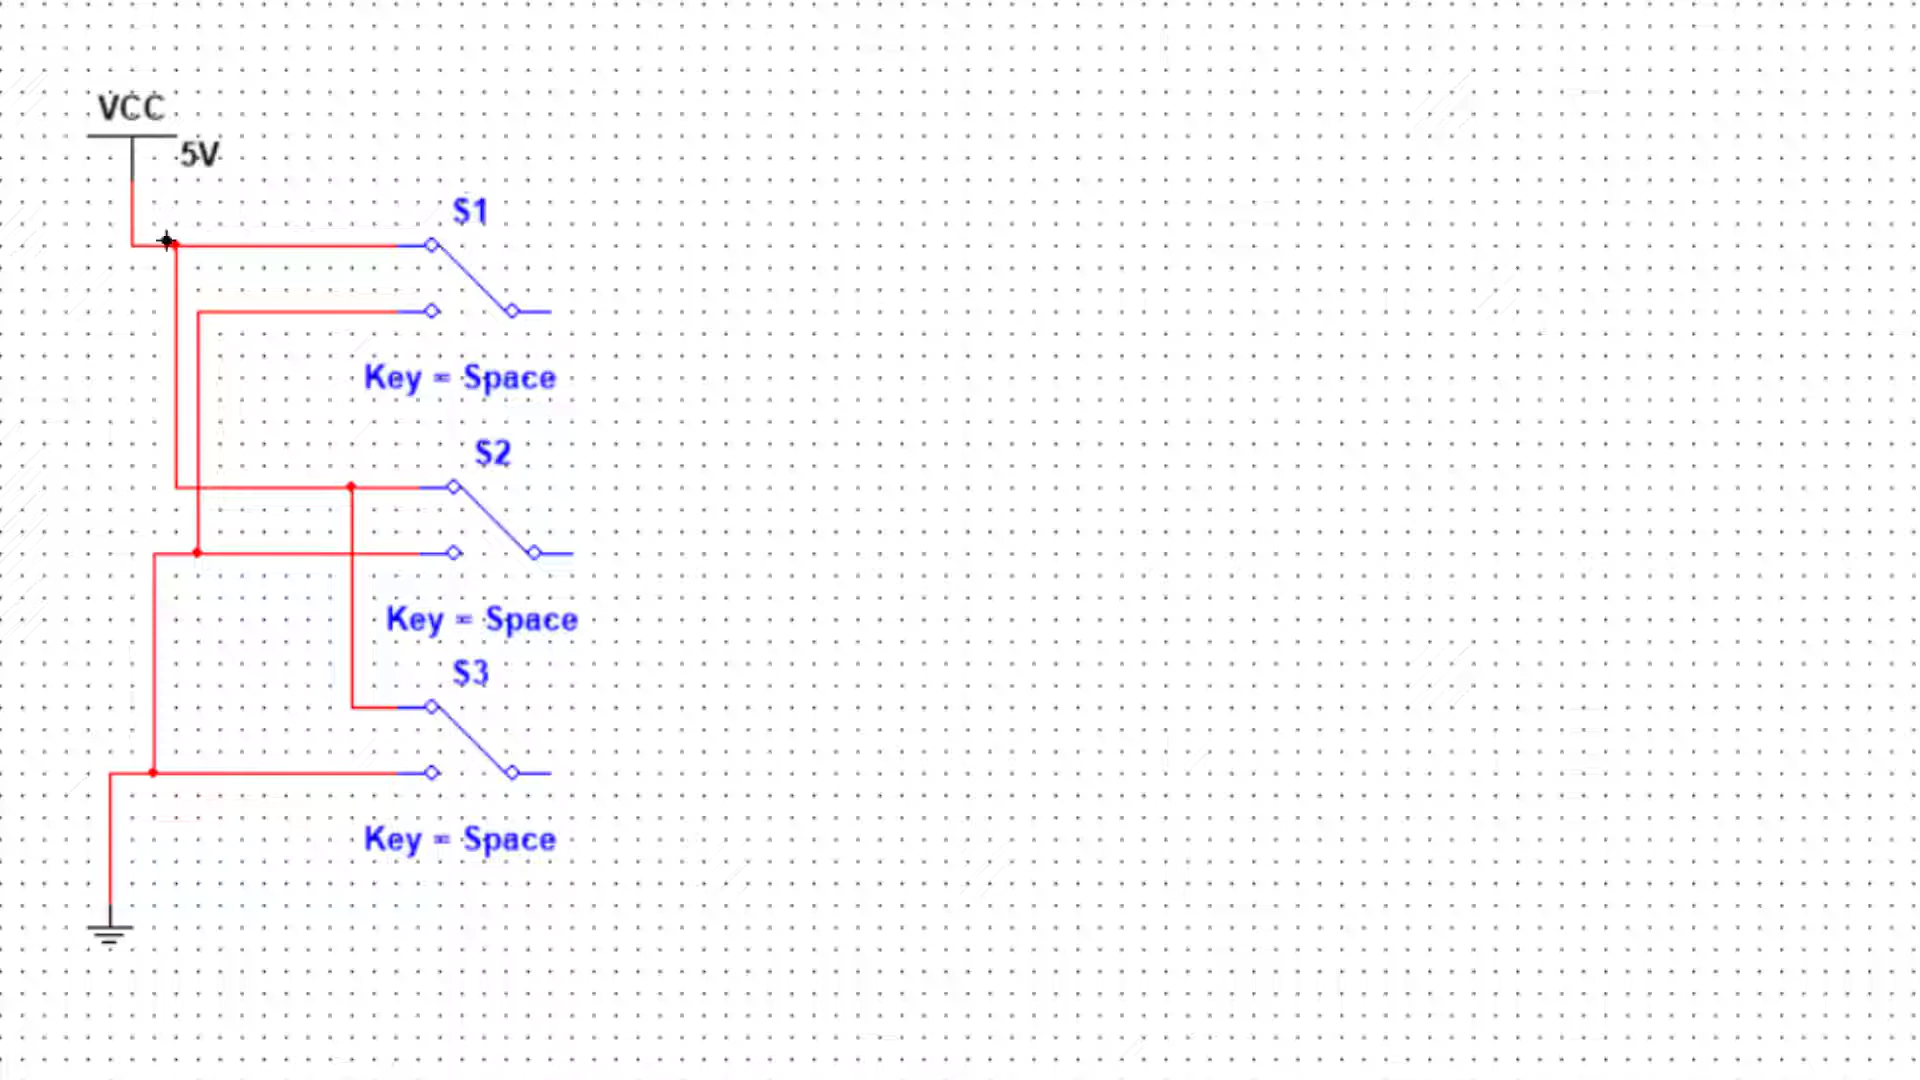 VCC
5V
S1
Key = Space
S2
Key = Space
S3
Key = Space